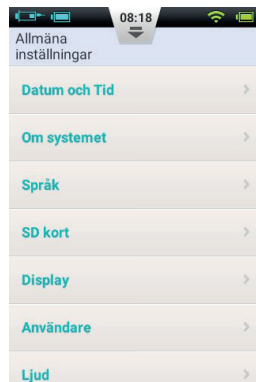 08:18
Allmäna
inställningar
Datum och Tid
Om systemet
Språk
SD kort
Display
Användare
Ljud